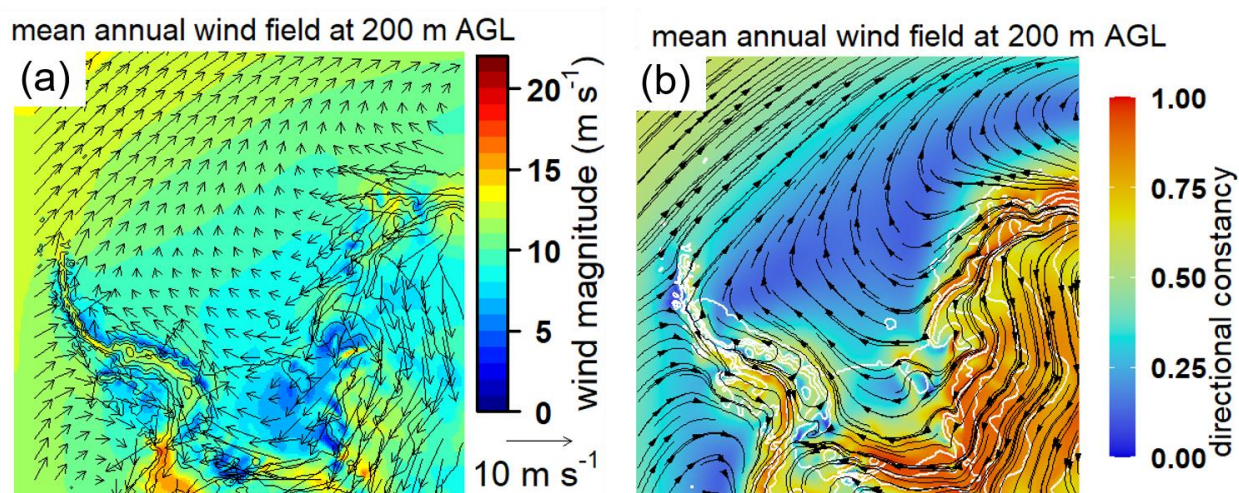 mean annual wind field at 200 m AGL
(a)
20
15
10
5
0
wind magnitude (m s⁻¹)
10 m s⁻¹
mean annual wind field at 200 m AGL
(b)
1.00
0.75
0.50
0.25
0.00
directional constancy